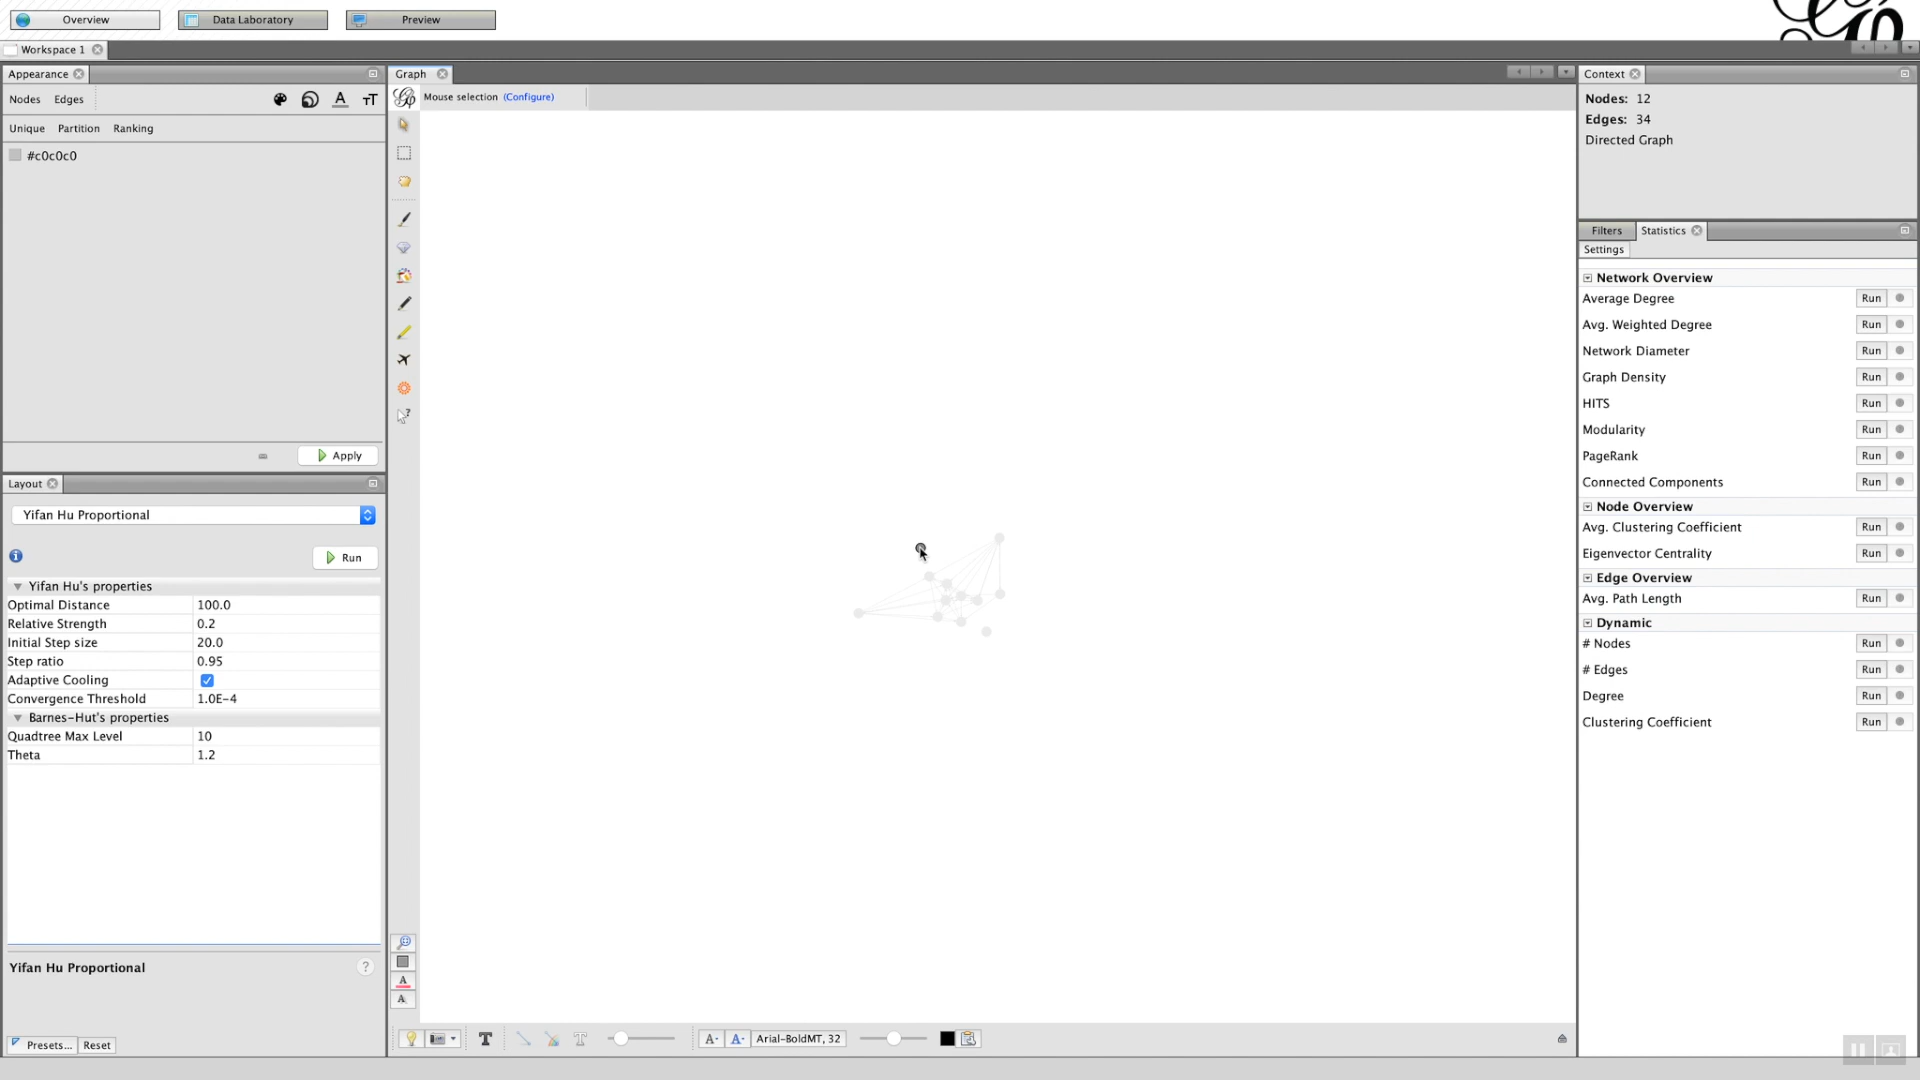 Overview
Data Laboratory
Preview
Workspace 1
Appearance
Nodes Edges
Unique Partition Ranking
#c0c0c0
Apply
Layout
Yifan Hu Proportional
Run
Yifan Hu's properties
Optimal Distance 100.0
Relative Strength 0.2
Initial Step size 20.0
Step ratio 0.95
Adaptive Cooling
Convergence Threshold 1.0E-4
Barnes-Hut's properties
Quadtree Max Level 10
Theta 1.2
Yifan Hu Proportional
?
Presets... Reset
Graph
Mouse selection (Configure)
Arial-BoldMT, 32
Context
Nodes: 12
Edges: 34
Directed Graph
Filters Statistics
Settings
Network Overview
Average Degree Run
Avg. Weighted Degree Run
Network Diameter Run
Graph Density Run
HITS Run
Modularity Run
PageRank Run
Connected Components Run
Node Overview
Avg. Clustering Coefficient Run
Eigenvector Centrality Run
Edge Overview
Avg. Path Length Run
Dynamic
# Nodes Run
# Edges Run
Degree Run
Clustering Coefficient Run